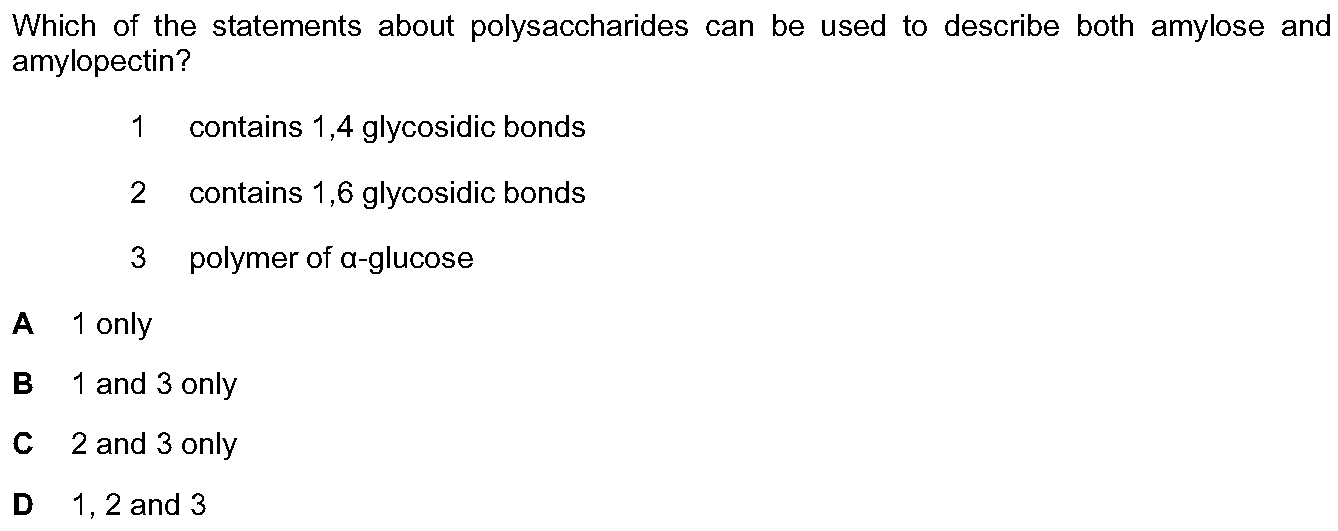 Which of the statements about polysaccharides can be used to describe both amylose and
amylopectin?
1 contains 1,4 glycosidic bonds
2 contains 1,6 glycosidic bonds
3 polymer of α-glucose
A 1 only
B 1 and 3 only
C 2 and 3 only
D 1, 2 and 3